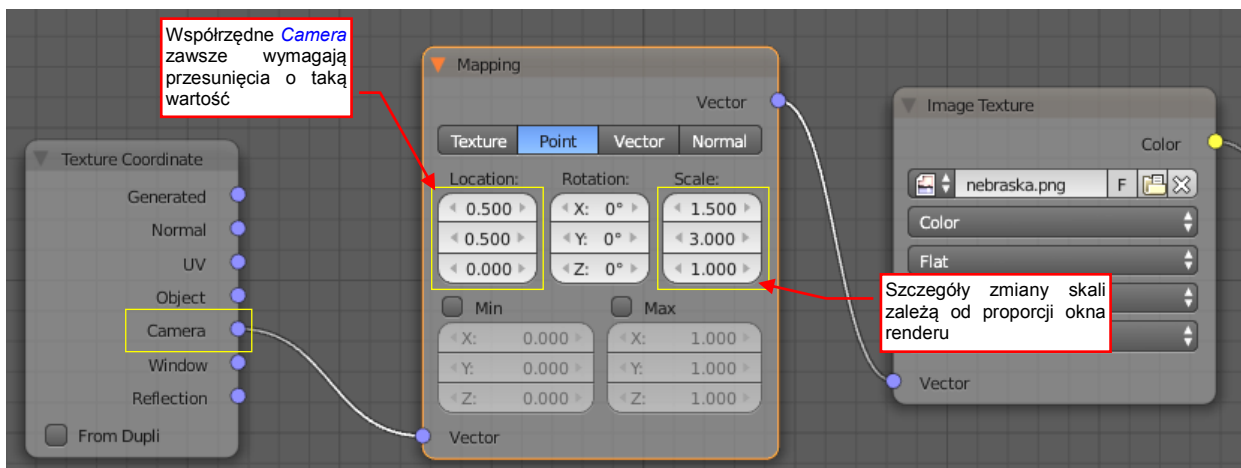 Współrzędne Camera
zawsze wymagają
przesunięcia o taką
wartość
Texture Coordinate
Generated
Normal
UV
Object
Camera
Window
Reflection
From Dupli
Mapping
Vector
Texture Point Vector Normal
Location: Rotation: Scale:
0.500 X: 0° 1.500
0.500 Y: 0° 3.000
0.000 Z: 0° 1.000
Min Max
X: 0.000 X: 1.000
Y: 0.000 Y: 1.000
Z: 0.000 Z: 1.000
Vector
Image Texture
Color
nebraska.png F
Color
Flat
Szczegóły zmiany skali
zależą od proporcji okna
renderu
Vector